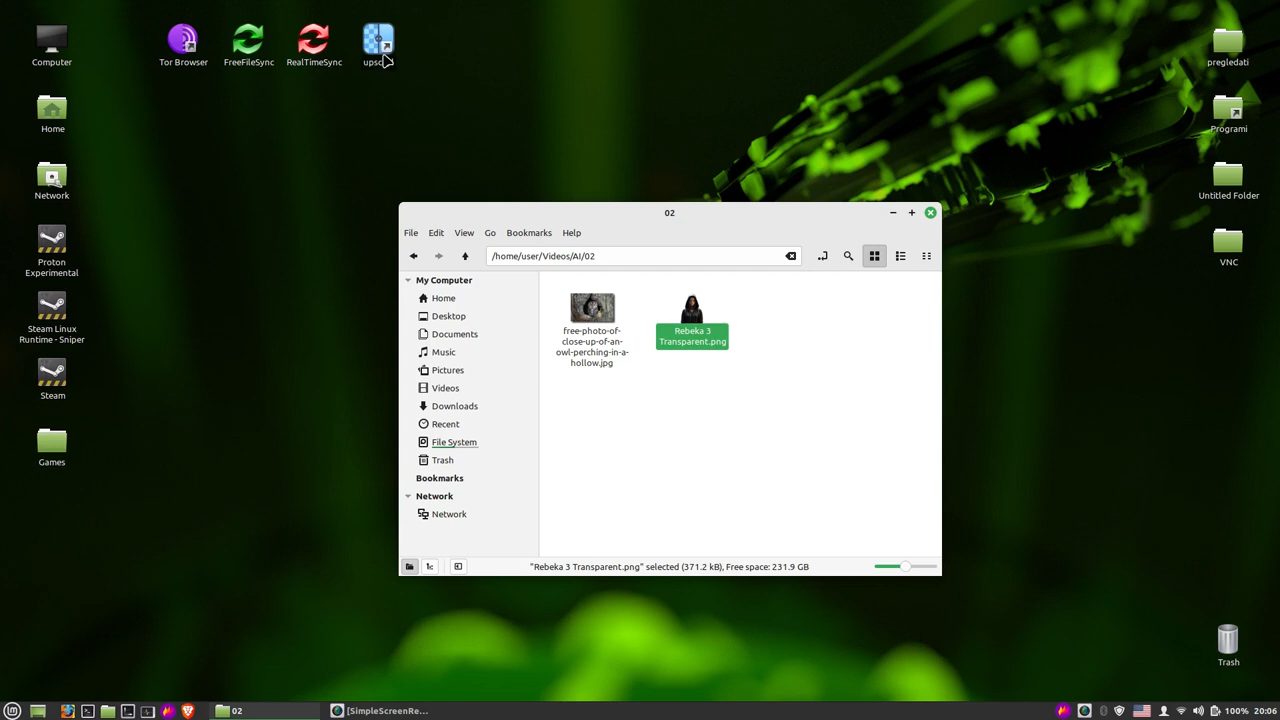 Computer
Tor Browser
FreeFileSync
RealTimeSync
pregledati
Home
Programi
Network
Untitled Folder
Proton
Experimental
VNC
Steam Linux
Runtime - Sniper
Steam
Games
Trash
02
File Edit View Go Bookmarks Help
/home/user/Videos/AI/02
My Computer
Home
Desktop
Documents
Music
Pictures
Videos
Downloads
Recent
File System
Trash
Bookmarks
Network
Network
free-photo-of-
close-up-of-an-
owl-perching-in-a-
hollow.jpg
Rebeka 3
Transparent.png
"Rebeka 3 Transparent.png" selected (371.2 kB), Free space: 231.9 GB
02
[SimpleScreenRe...
100% 20:06